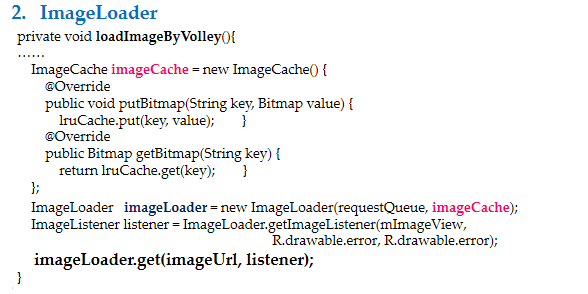 2. ImageLoader
private void loadImageByVolley(){
......
ImageCache imageCache = new ImageCache() {
@Override
public void putBitmap(String key, Bitmap value) {
lruCache.put(key, value); }
@Override
public Bitmap getBitmap(String key) {
return lruCache.get(key); }
};
ImageLoader imageLoader = new ImageLoader(requestQueue, imageCache);
ImageListener listener = ImageLoader.getImageListener(mImageView,
R.drawable.error, R.drawable.error);
imageLoader.get(imageUrl, listener);
}